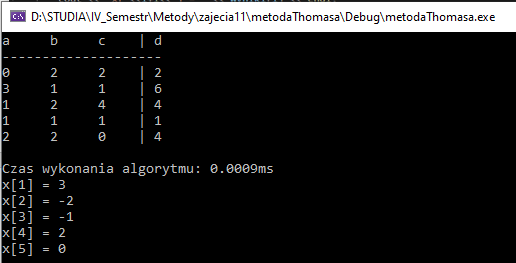 D:\STUDIA\IV_Semestr\Metody\zajecia11\metodaThomasa\Debug\metodaThomasa.exe
a b c | d
--------------------
0 2 2 | 2
3 1 1 | 6
1 2 4 | 4
1 1 1 | 1
2 2 0 | 4
Czas wykonania algorytmu: 0.0009ms
x[1] = 3
x[2] = -2
x[3] = -1
x[4] = 2
x[5] = 0